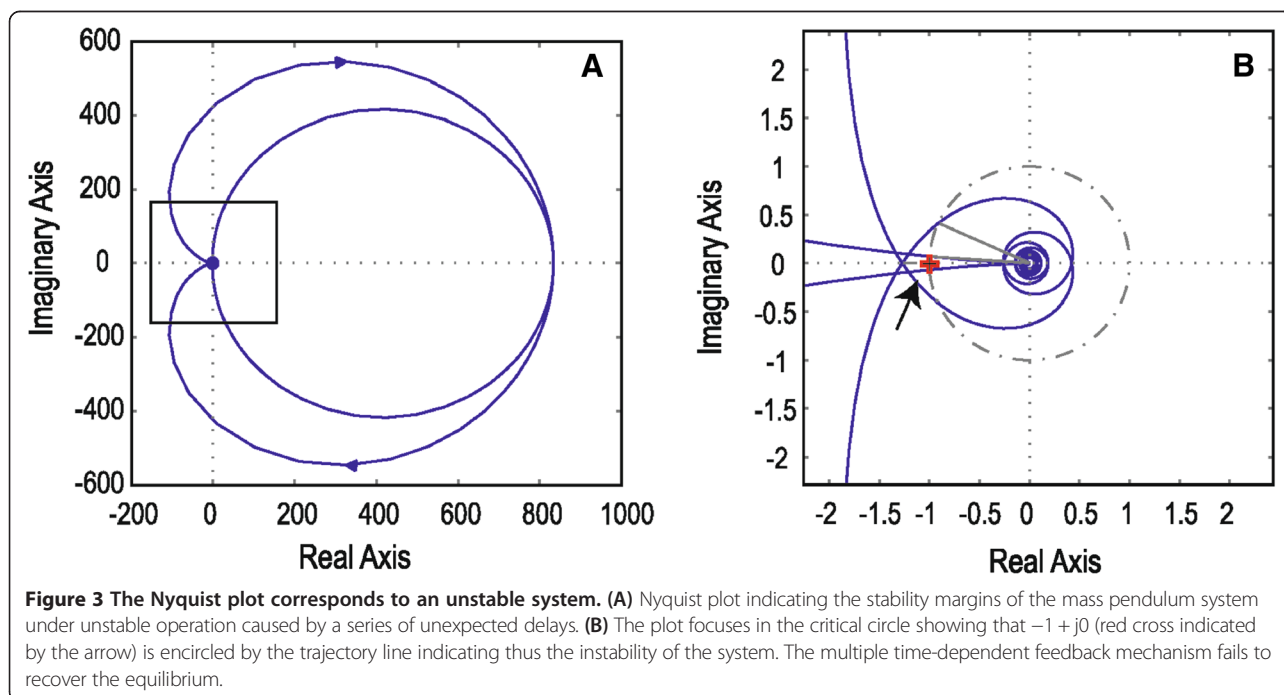 A
600
400
200
0
-200
-400
-600
-200 0 200 400 600 800 1000
Imaginary Axis
Real Axis
B
2
1.5
1
0.5
0
-0.5
-1
-1.5
-2
-2 -1.5 -1 -0.5 0 0.5 1 1.5 2
Imaginary Axis
Real Axis
Figure 3 The Nyquist plot corresponds to an unstable system. (A) Nyquist plot indicating the stability margins of the mass pendulum system
under unstable operation caused by a series of unexpected delays. (B) The plot focuses in the critical circle showing that −1 + j0 (red cross indicated
by the arrow) is encircled by the trajectory line indicating thus the instability of the system. The multiple time-dependent feedback mechanism fails to
recover the equilibrium.